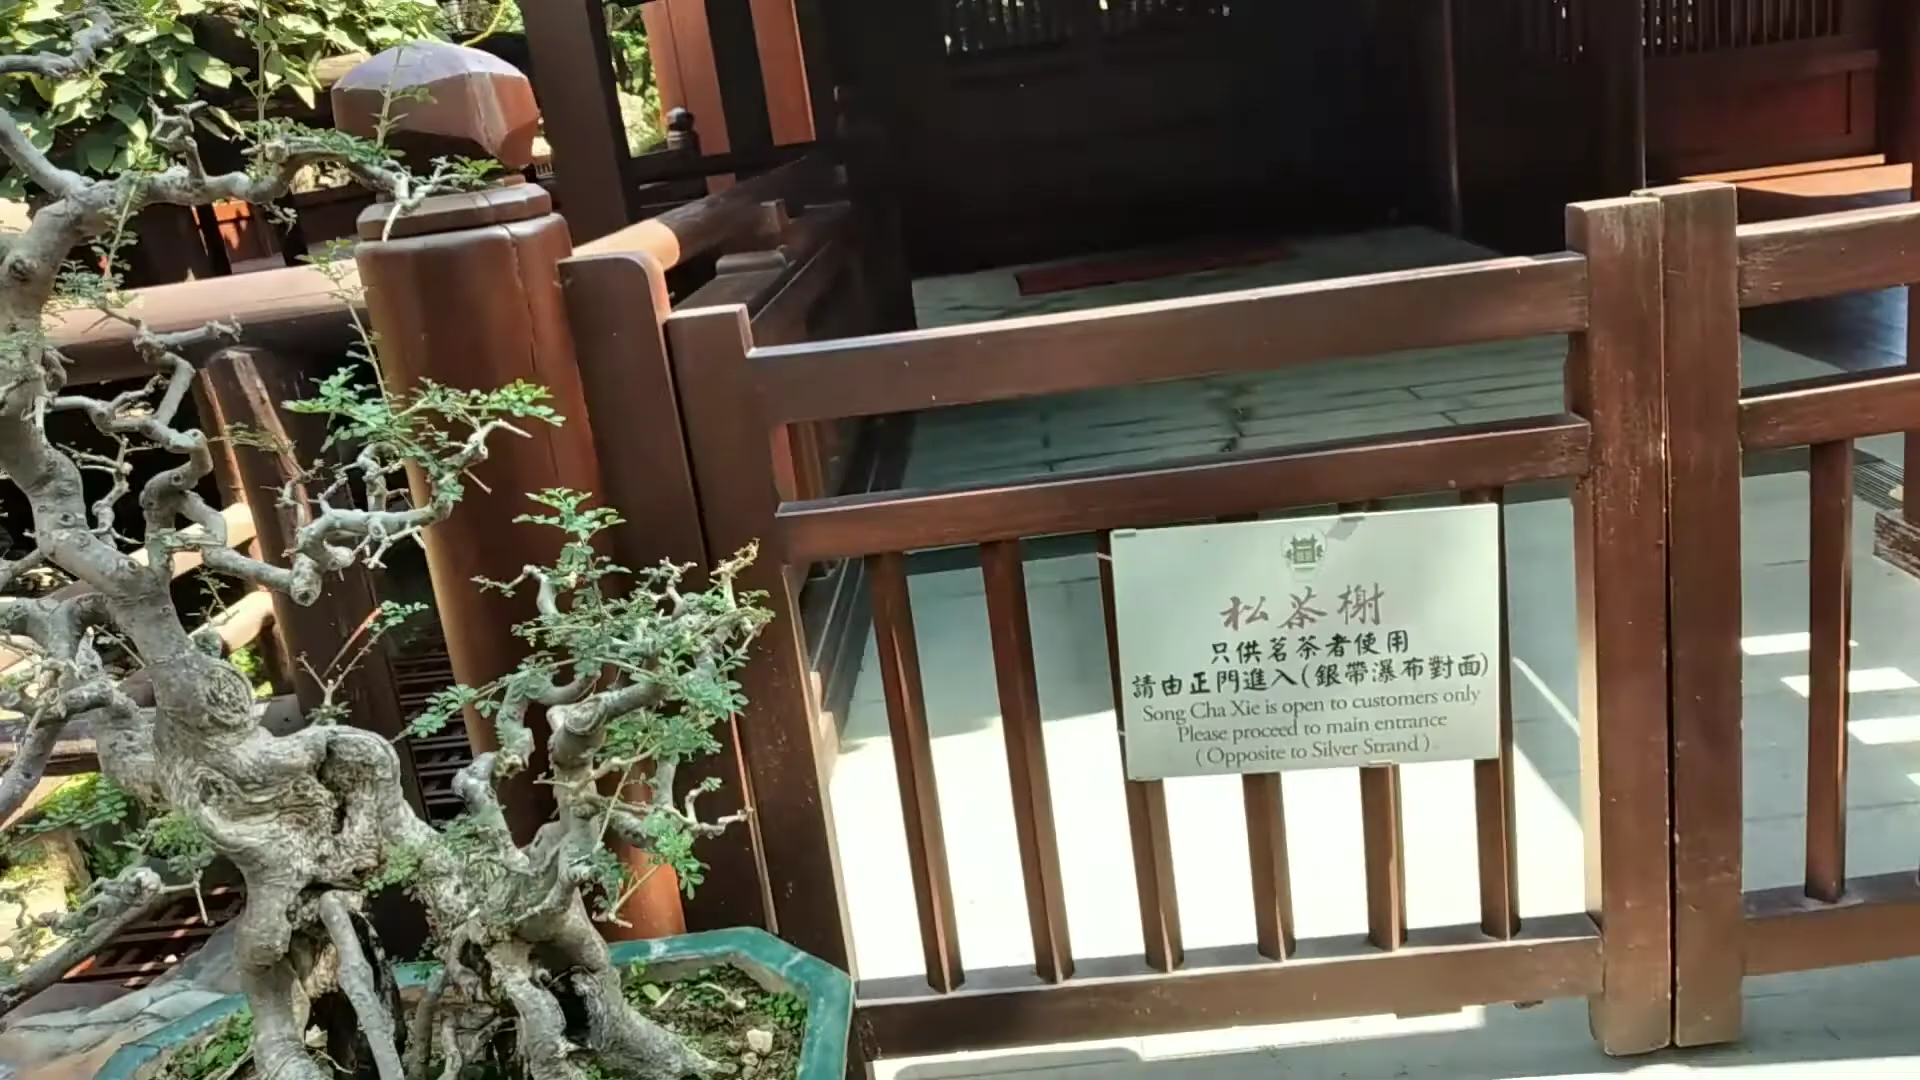 松茶榭
只供茗茶者使用
請由正門進入(銀帶瀑布對面)
Song Cha Xie is open to customers only
Please proceed to main entrance
( Opposite to Silver Strand )